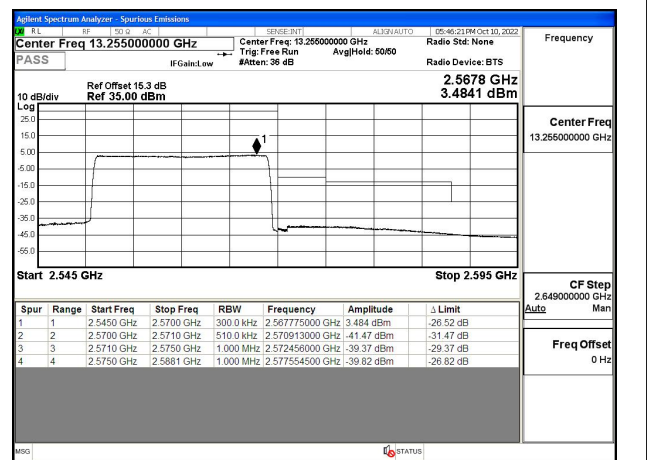 Agilent Spectrum Analyzer - Spurious Emissions
RL RF 50 Ω AC SENSE:INT ALIGN AUTO 05:46:21 PM Oct 10, 2022
Center Freq 13.255000000 GHz Center Freq: 13.255000000 GHz Radio Std: None Frequency
PASS IFGain:Low Trig: Free Run Avg|Hold: 50/50
#Atten: 36 dB Radio Device: BTS
Ref Offset 15.3 dB 2.5678 GHz
10 dB/div Ref 35.00 dBm 3.4841 dBm
Log
25.0
15.0
5.00
-5.00
-15.0
-25.0
-35.0
-45.0
-55.0
1
Start 2.545 GHz Stop 2.595 GHz
Spur Range Start Freq Stop Freq RBW Frequency Amplitude Δ Limit
1 1 2.5450 GHz 2.5700 GHz 300.0 kHz 2.567775000 GHz 3.484 dBm -26.52 dB
2 2 2.5700 GHz 2.5710 GHz 510.0 kHz 2.570913000 GHz -41.47 dBm -31.47 dB
3 3 2.5710 GHz 2.5750 GHz 1.000 MHz 2.572456000 GHz -39.37 dBm -29.37 dB
4 4 2.5750 GHz 2.5881 GHz 1.000 MHz 2.577554500 GHz -39.82 dBm -26.82 dB
Center Freq
13.255000000 GHz
CF Step
2.649000000 GHz
Auto Man
Freq Offset
0 Hz
MSG STATUS